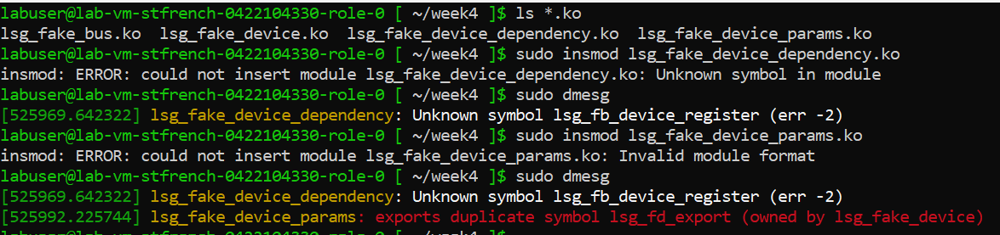 labuser@lab-vm-stfrench-0422104330-role-0 [ ~/week4 ]$ ls *.ko
lsg_fake_bus.ko  lsg_fake_device.ko  lsg_fake_device_dependency.ko  lsg_fake_device_params.ko
labuser@lab-vm-stfrench-0422104330-role-0 [ ~/week4 ]$ sudo insmod lsg_fake_device_dependency.ko
insmod: ERROR: could not insert module lsg_fake_device_dependency.ko: Unknown symbol in module
labuser@lab-vm-stfrench-0422104330-role-0 [ ~/week4 ]$ sudo dmesg
[525969.642322] lsg_fake_device_dependency: Unknown symbol lsg_fb_device_register (err -2)
labuser@lab-vm-stfrench-0422104330-role-0 [ ~/week4 ]$ sudo insmod lsg_fake_device_params.ko
insmod: ERROR: could not insert module lsg_fake_device_params.ko: Invalid module format
labuser@lab-vm-stfrench-0422104330-role-0 [ ~/week4 ]$ sudo dmesg
[525969.642322] lsg_fake_device_dependency: Unknown symbol lsg_fb_device_register (err -2)
[525992.225744] lsg_fake_device_params: exports duplicate symbol lsg_fd_export (owned by lsg_fake_device)